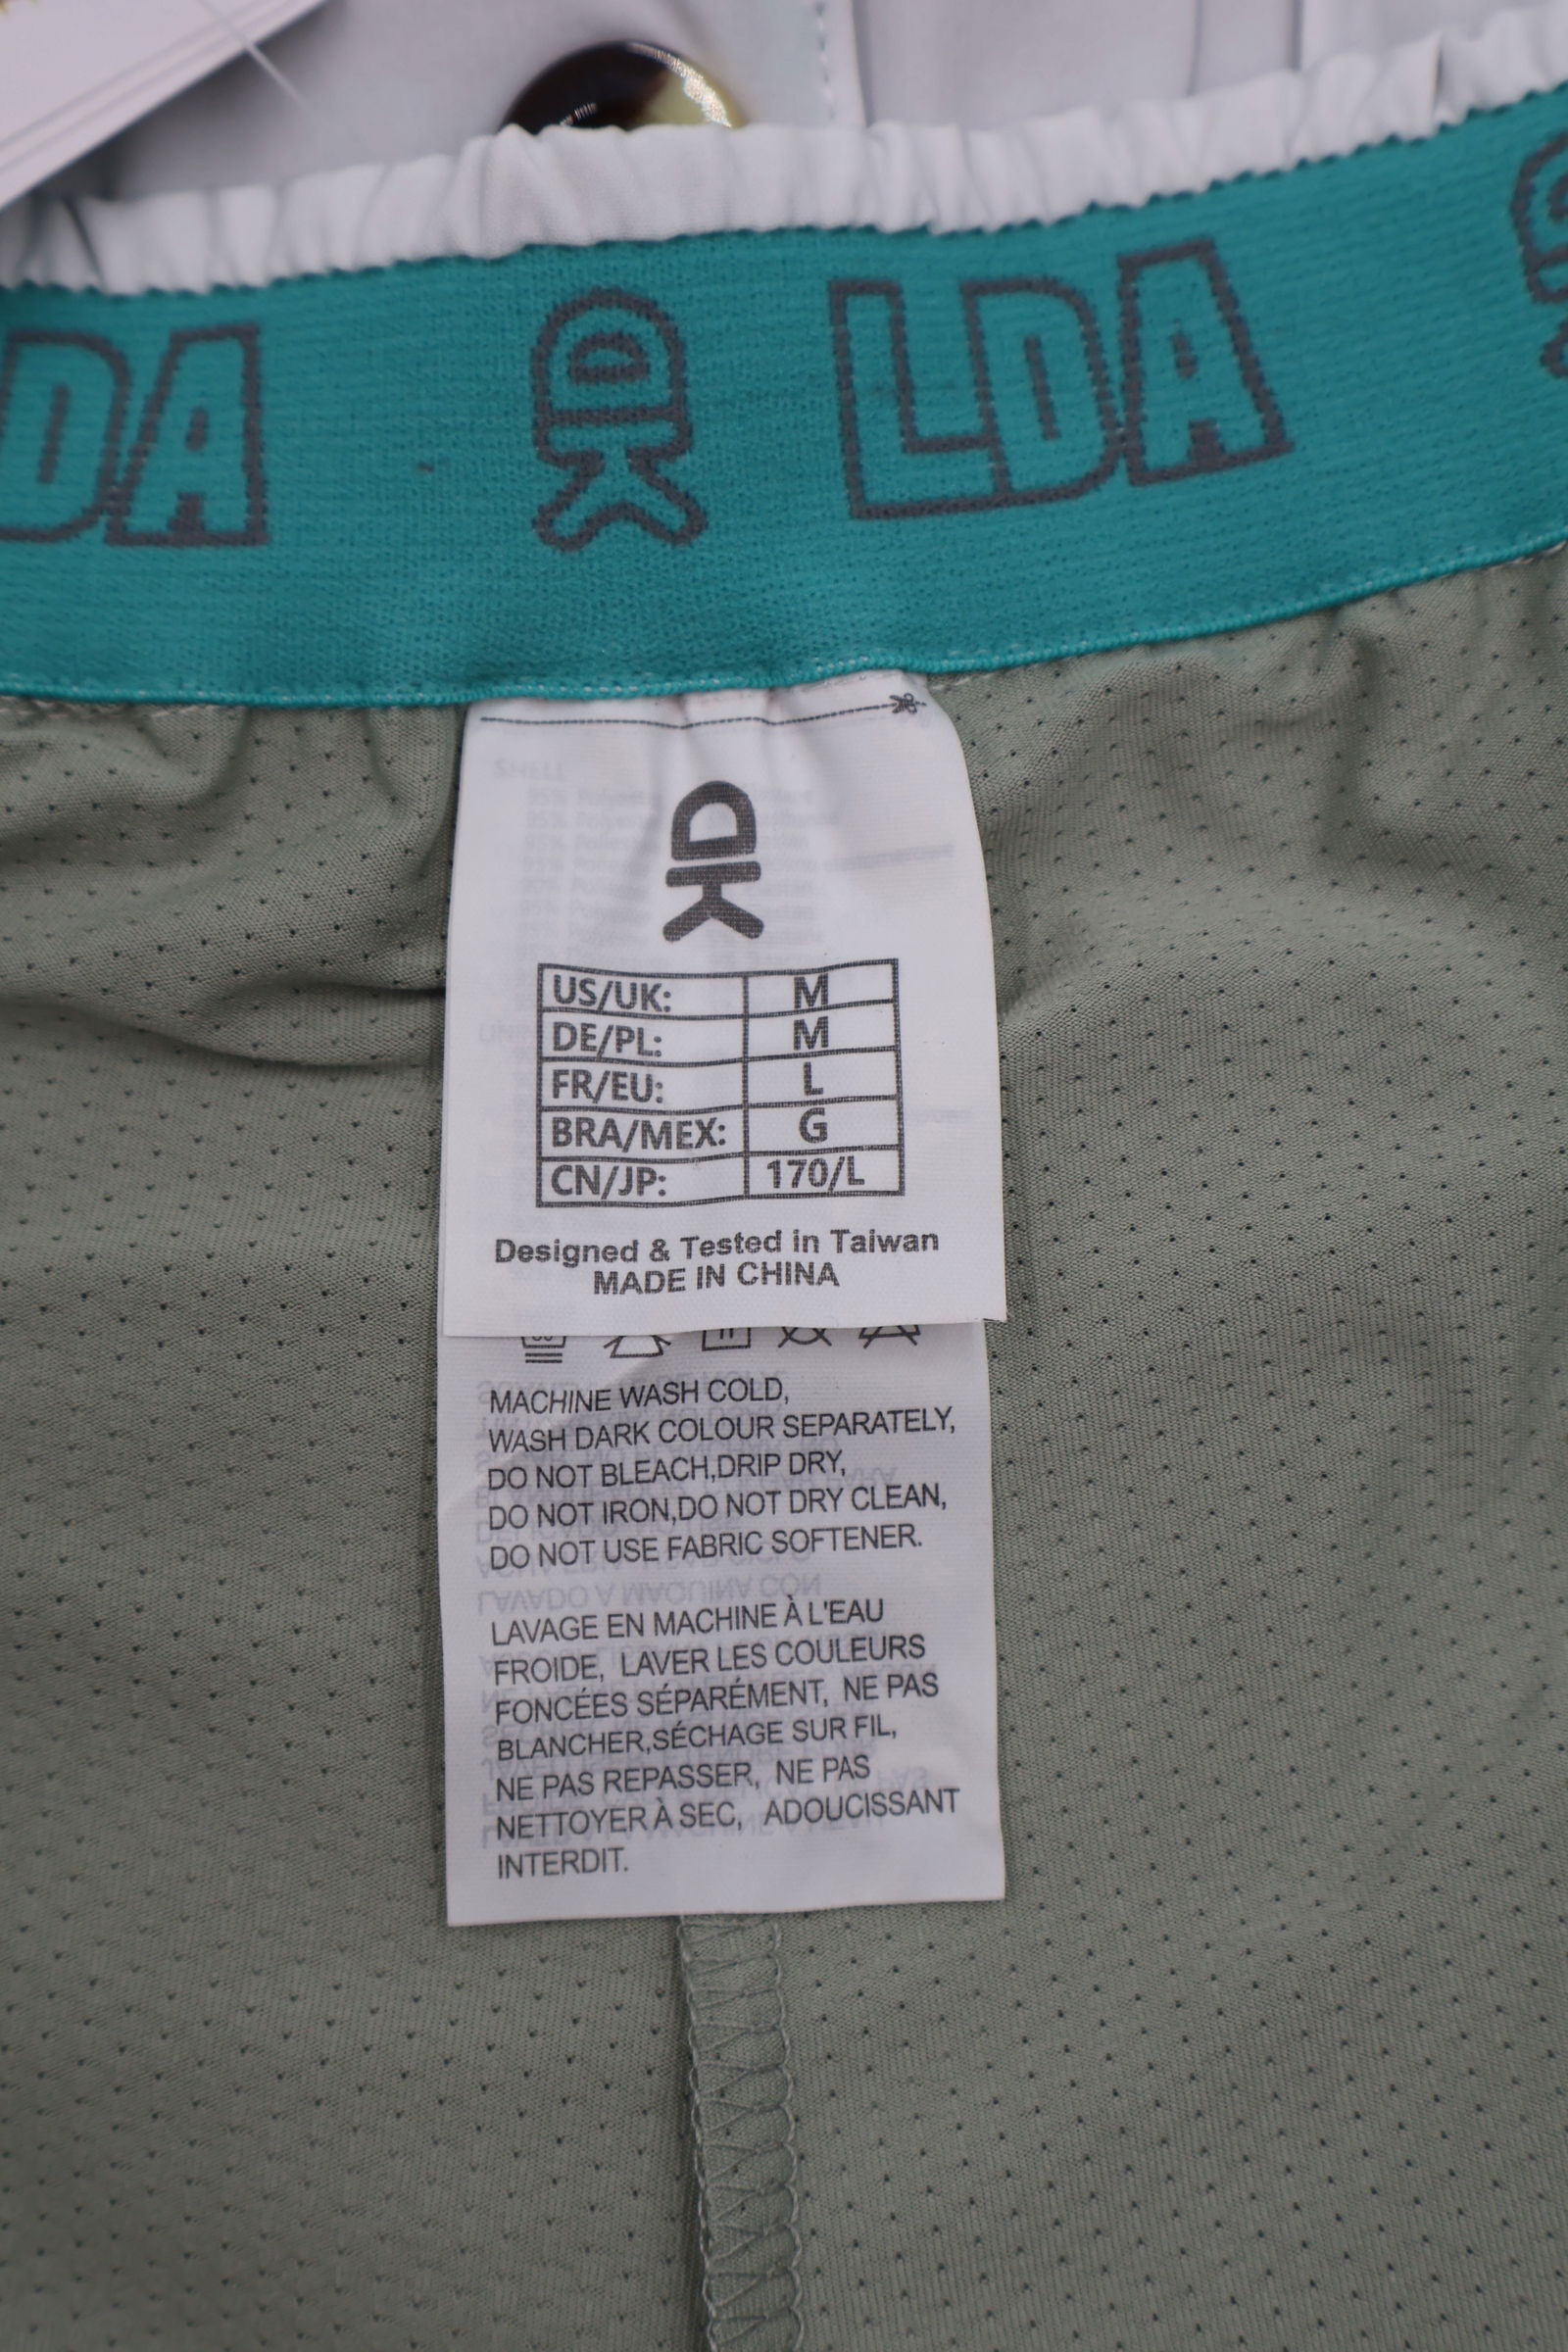 DA
LDA
US/UK: M
DE/PL: M
FR/EU: L
BRA/MEX: G
CN/JP: 170/L
Designed & Tested in Taiwan
MADE IN CHINA
MACHINE WASH COLD,
WASH DARK COLOUR SEPARATELY,
DO NOT BLEACH,DRIP DRY,
DO NOT IRON,DO NOT DRY CLEAN,
DO NOT USE FABRIC SOFTENER.
LAVAGE EN MACHINE À L'EAU
FROIDE, LAVER LES COULEURS
FONCÉES SÉPARÉMENT, NE PAS
BLANCHER,SÉCHAGE SUR FIL,
NE PAS REPASSER, NE PAS
NETTOYER À SEC, ADOUCISSANT
INTERDIT.